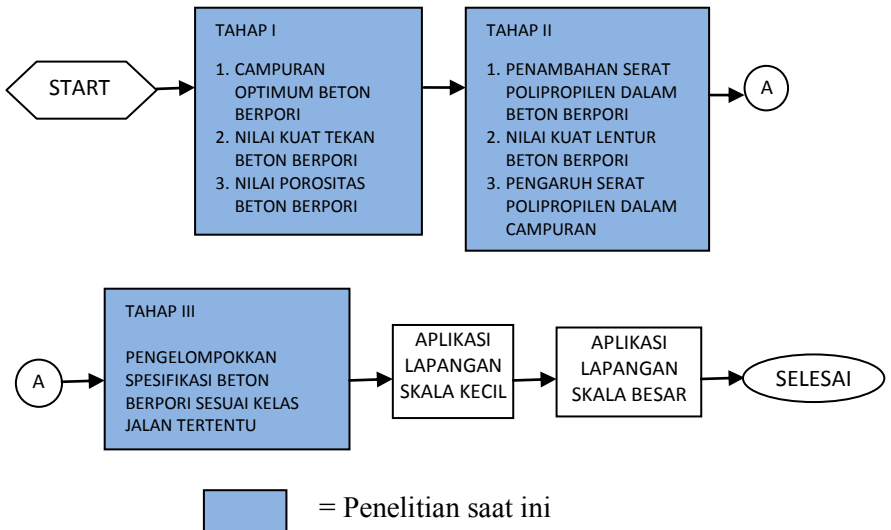 START
TAHAP I
1. CAMPURAN
OPTIMUM BETON
BERPORI
2. NILAI KUAT TEKAN
BETON BERPORI
3. NILAI POROSITAS
BETON BERPORI
TAHAP II
1. PENAMBAHAN SERAT
POLIPROPILEN DALAM
BETON BERPORI
2. NILAI KUAT LENTUR
BETON BERPORI
3. PENGARUH SERAT
POLIPROPILEN DALAM
CAMPURAN
A
A
TAHAP III
PENGELOMPOKKAN
SPESIFIKASI BETON
BERPORI SESUAI KELAS
JALAN TERTENTU
APLIKASI
LAPANGAN
SKALA KECIL
APLIKASI
LAPANGAN
SKALA BESAR
SELESAI
= Penelitian saat ini